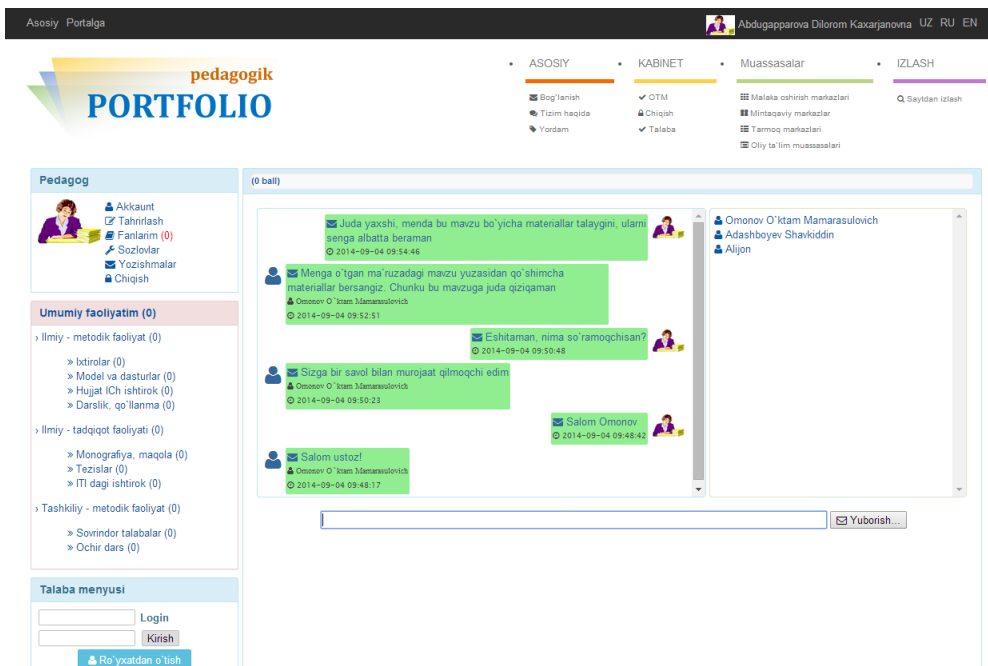 Asosiy Portalga
Abdugapparova Dilorom Kaxarjanovna UZ RU EN
pedagogik
PORTFOLIO
ASOSIY
Bog`lanish
Tizim haqida
Yordam
KABINET
OTM
Chiqish
Talaba
Muassasalar
Malaka oshirish markazlari
Mintaqaviy markazlar
Tarmoq markazlari
Oliy ta`lim muassasalari
IZLASH
Saytdan izlash
Pedagog
Akkaunt
Tahrirlash
Fanlarim (0)
Sozlovlar
Yozishmalar
Chiqish
Umumiy faoliyatim (0)
› Ilmiy - metodik faoliyat (0)
» Ixtirolar (0)
» Model va dasturlar (0)
» Hujjat ICh ishtirok (0)
» Darslik, qo`llanma (0)
› Ilmiy - tadqiqot faoliyati (0)
» Monografiya, maqola (0)
» Tezislar (0)
» ITI dagi ishtirok (0)
› Tashkiliy - metodik faoliyat (0)
» Sovrindor talabalar (0)
» Ochir dars (0)
Talaba menyusi
Login
Kirish
Ro`yxatdan o`tish
(0 ball)
Juda yaxshi, menda bu mavzu bo`yicha materiallar talaygini, ularni
senga albatta beraman
2014-09-04 09:54:46
Menga o`tgan ma`ruzadagi mavzu yuzasidan qo`shimcha
materiallar bersangiz. Chunku bu mavzuga juda qiziqaman
Omonov O`ktam Mamarasulovich
2014-09-04 09:52:51
Eshitaman, nima so`ramoqchisan?
2014-09-04 09:50:48
Sizga bir savol bilan murojaat qilmoqchi edim
Omonov O`ktam Mamarasulovich
2014-09-04 09:50:23
Salom Omonov
2014-09-04 09:48:42
Salom ustoz!
Omonov O`ktam Mamarasulovich
2014-09-04 09:48:17
Omonov O`ktam Mamarasulovich
Adashboyev Shavkiddin
Alijon
Yuborish...